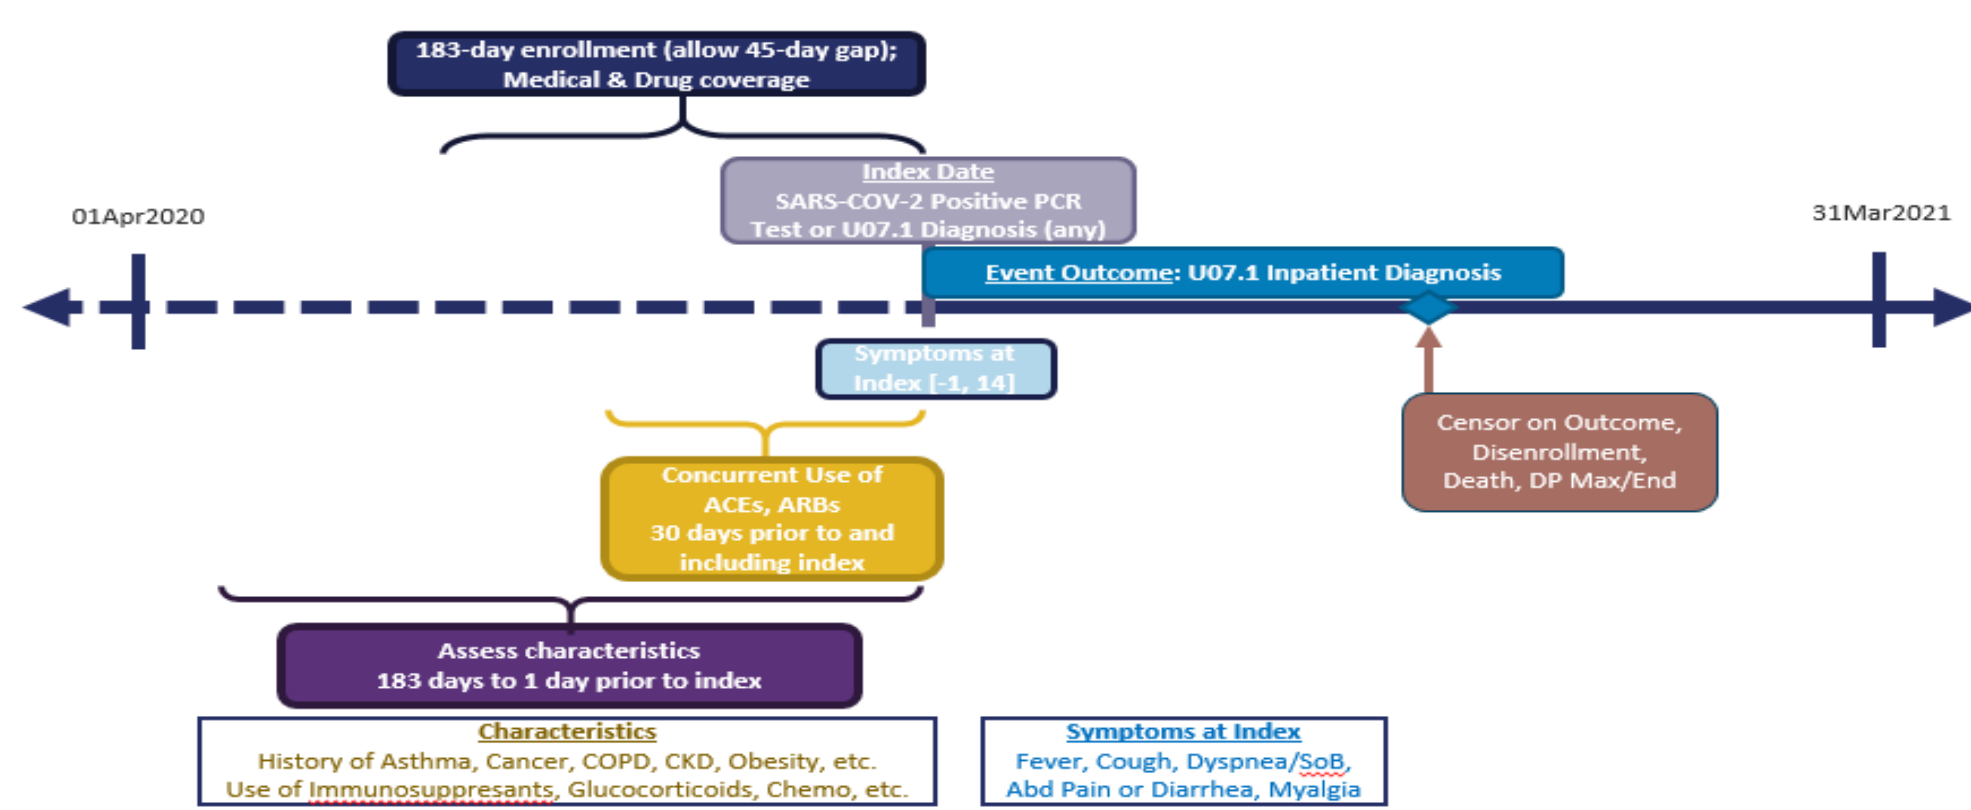 183-day enrollment (allow 45-day gap);
Medical & Drug coverage
Index Date
SARS-COV-2 Positive PCR
Test or U07.1 Diagnosis (any)
01Apr2020
31Mar2021
Event Outcome: U07.1 Inpatient Diagnosis
Symptoms at
Index [-1, 14]
Concurrent Use of
ACEs, ARBs
30 days prior to and
including index
Censor on Outcome,
Disenrollment,
Death, DP Max/End
Assess characteristics
183 days to 1 day prior to index
Characteristics
History of Asthma, Cancer, COPD, CKD, Obesity, etc.
Use of Immunosuppresants, Glucocorticoids, Chemo, etc.
Symptoms at Index
Fever, Cough, Dyspnea/SoB,
Abd Pain or Diarrhea, Myalgia